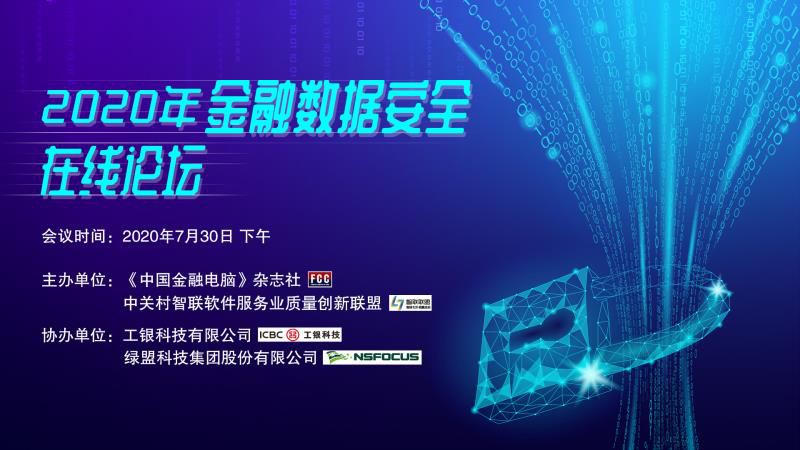 2020年金融数据安全
在线论坛
会议时间：2020年7月30日 下午
主办单位：《中国金融电脑》杂志社 FCC
中关村智联软件服务业质量创新联盟 智联联盟
协办单位：工银科技有限公司 ICBC 工银科技
绿盟科技集团股份有限公司 NSFOCUS